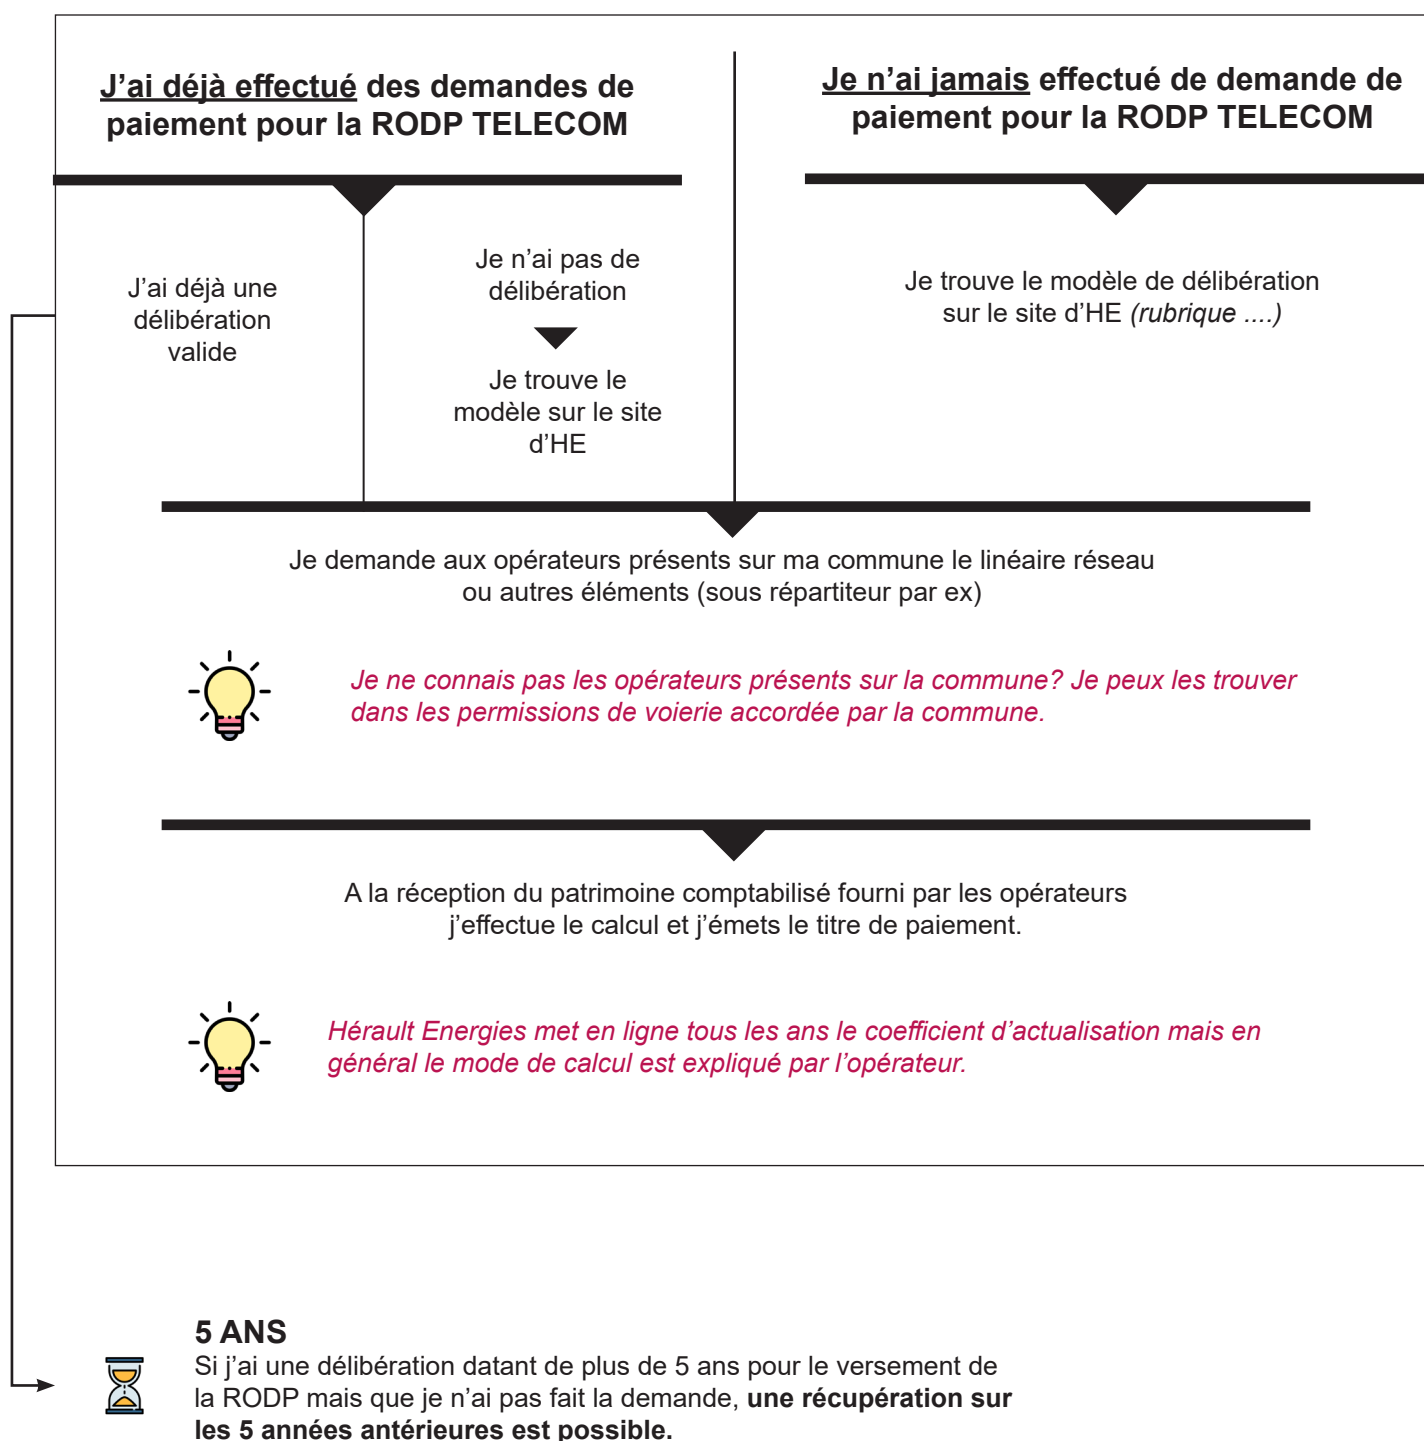 J'ai déjà effectué des demandes de
paiement pour la RODP TELECOM
Je n'ai jamais effectué de demande de
paiement pour la RODP TELECOM
J'ai déjà une
délibération
valide
Je n'ai pas de
délibération
Je trouve le
modèle sur le site
d'HE
Je trouve le modèle de délibération
sur le site d'HE (rubrique ....)
Je demande aux opérateurs présents sur ma commune le linéaire réseau
ou autres éléments (sous répartiteur par ex)
Je ne connais pas les opérateurs présents sur la commune? Je peux les trouver
dans les permissions de voierie accordée par la commune.
A la réception du patrimoine comptabilisé fourni par les opérateurs
j'effectue le calcul et j'émets le titre de paiement.
Hérault Energies met en ligne tous les ans le coefficient d'actualisation mais en
général le mode de calcul est expliqué par l'opérateur.
5 ANS
Si j'ai une délibération datant de plus de 5 ans pour le versement de
la RODP mais que je n'ai pas fait la demande, une récupération sur
les 5 années antérieures est possible.